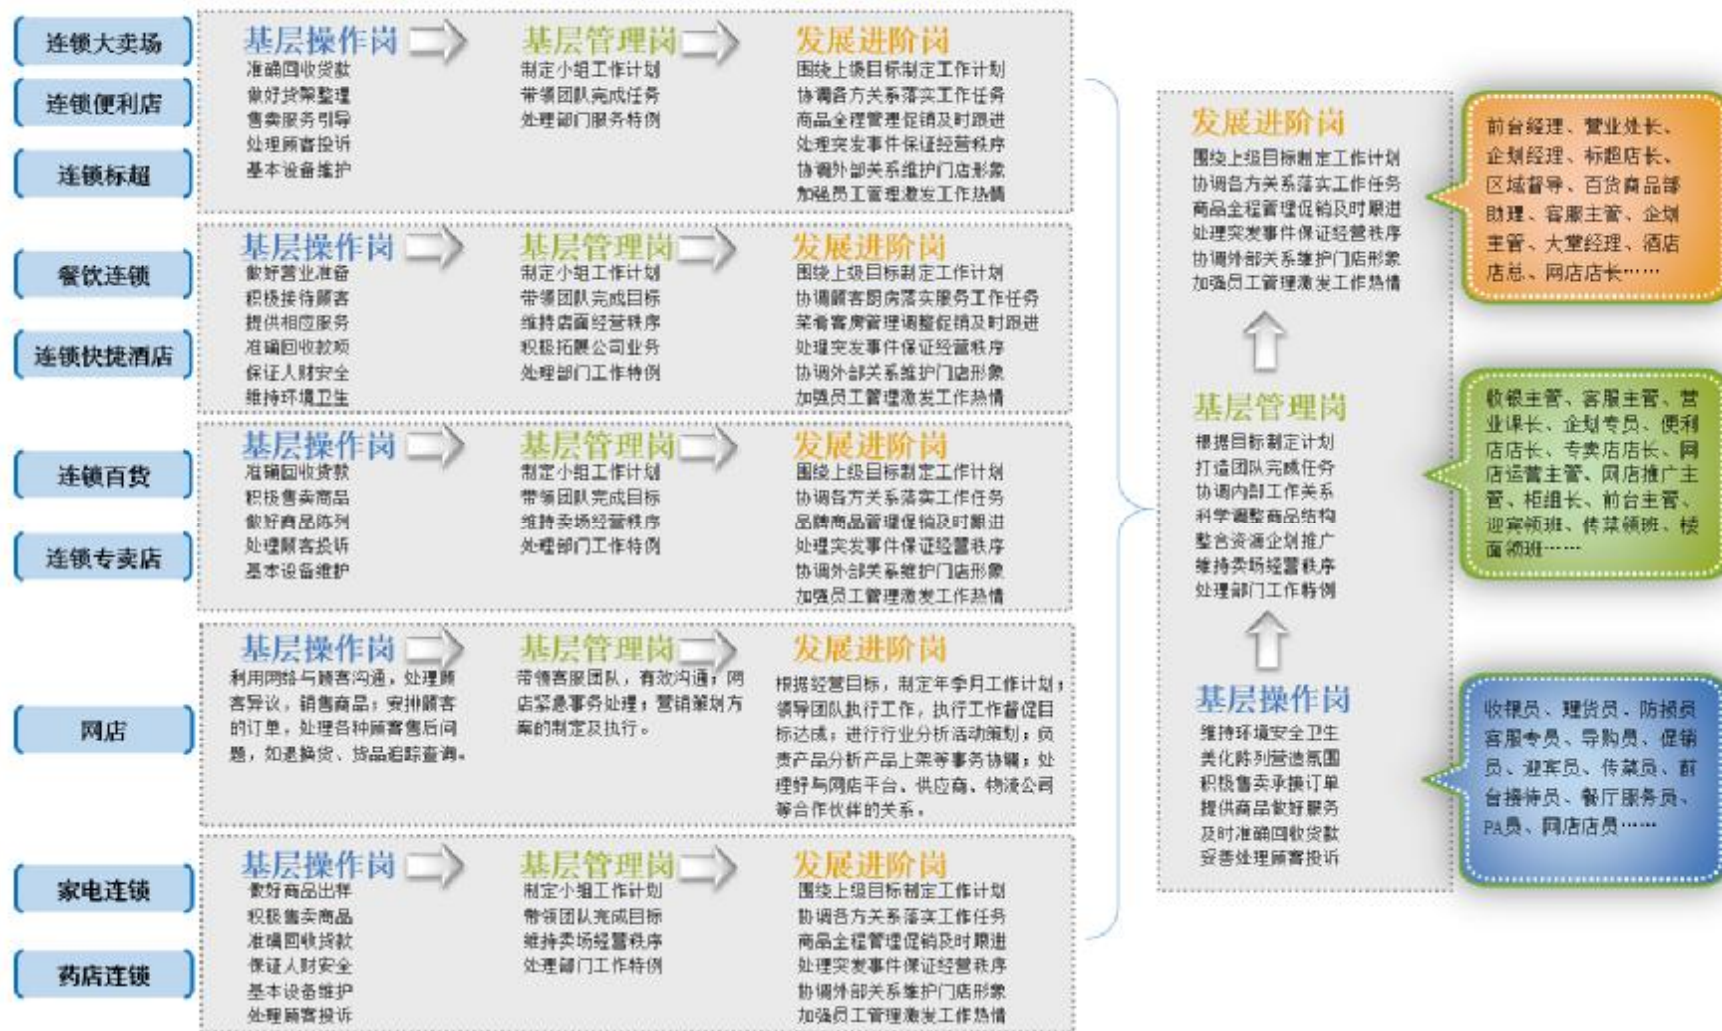 连锁大卖场
连锁便利店
连锁标超
基层操作岗
准确回收货款
做好货架整理
售卖服务引导
处理顾客投诉
基本设备维护
基层管理岗
制定小组工作计划
带领团队完成任务
处理部门服务特例
发展进阶岗
围绕上级目标制定工作计划
协调各方关系落实工作任务
商品全程管理促销及时跟进
处理突发事件保证经营秩序
协调外部关系维护门店形象
加强员工管理激发工作热情
餐饮连锁
连锁快捷酒店
基层操作岗
做好营业准备
积极接待顾客
提供相应服务
准确回收款项
保证人财安全
维持环境卫生
基层管理岗
制定小组工作计划
带领团队完成目标
维持店面经营秩序
积极拓展公司业务
处理部门工作特例
发展进阶岗
围绕上级目标制定工作计划
协调顾客厨房落实服务工作任务
菜肴客房管理调整促销及时跟进
处理突发事件保证经营秩序
协调外部关系维护门店形象
加强员工管理激发工作热情
连锁百货
连锁专卖店
基层操作岗
准确回收货款
积极售卖商品
做好商品陈列
处理顾客投诉
基本设备维护
基层管理岗
制定小组工作计划
带领团队完成目标
维持卖场经营秩序
处理部门工作特例
发展进阶岗
围绕上级目标制定工作计划
协调各方关系落实工作任务
品牌商品管理促销及时跟进
处理突发事件保证经营秩序
协调外部关系维护门店形象
加强员工管理激发工作热情
网店
基层操作岗
利用网络与顾客沟通，处理顾
客异议，销售商品；安排顾客
的订单，处理各种顾客售后问
题，如退换货、货品追踪查询。
基层管理岗
带领客服团队，有效沟通；网
店紧急事务处理；营销策划方
案的制定及执行。
发展进阶岗
根据经营目标，制定年季月工作计划；
领导团队执行工作，执行工作督促目
标达成；进行行业分析活动策划；负
责产品分析产品上架等事务协调；处
理好与网店平台、供应商、物流公司
等合作伙伴的关系。
家电连锁
药店连锁
基层操作岗
做好商品出样
积极售卖商品
准确回收货款
保证人财安全
基本设备维护
处理顾客投诉
基层管理岗
制定小组工作计划
带领团队完成目标
维持卖场经营秩序
处理部门工作特例
发展进阶岗
围绕上级目标制定工作计划
协调各方关系落实工作任务
商品全程管理促销及时跟进
处理突发事件保证经营秩序
协调外部关系维护门店形象
加强员工管理激发工作热情
发展进阶岗
围绕上级目标制定工作计划
协调各方关系落实工作任务
商品全程管理促销及时跟进
处理突发事件保证经营秩序
协调外部关系维护门店形象
加强员工管理激发工作热情
前台经理、营业处长、
企划经理、标超店长、
区域督导、百货商品部
助理、客服主管、企划
主管、大堂经理、酒店
店总、网店店长……
基层管理岗
根据目标制定计划
打造团队完成任务
协调内部工作关系
科学调整商品结构
整合资源企划推广
维持卖场经营秩序
处理部门工作特例
收银主管、客服主管、营
业课长、企划专员、便利
店店长、专卖店店长、网
店运营主管、网店推广主
管、柜组长、前台主管、
迎宾领班、传菜领班、楼
面领班……
基层操作岗
维持环境安全卫生
美化陈列营造氛围
积极售卖承接订单
提供商品做好服务
及时准确回收货款
妥善处理顾客投诉
收银员、理货员、防损员
客服专员、导购员、促销
员、迎宾员、传菜员、前
台接待员、餐厅服务员、
PA员、网店店员……